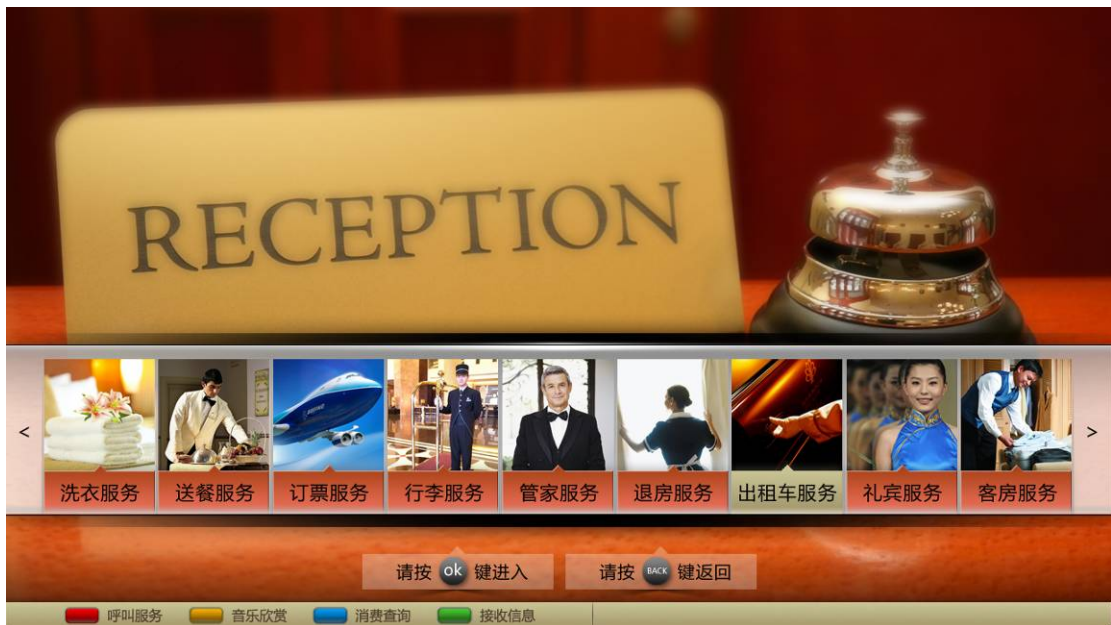 RECEPTION
BOEING
< 洗衣服务 送餐服务 订票服务 行李服务 管家服务 退房服务 出租车服务 礼宾服务 客房服务 >
请按 ok 键进入 请按 BACK 键返回
呼叫服务 音乐欣赏 消费查询 接收信息